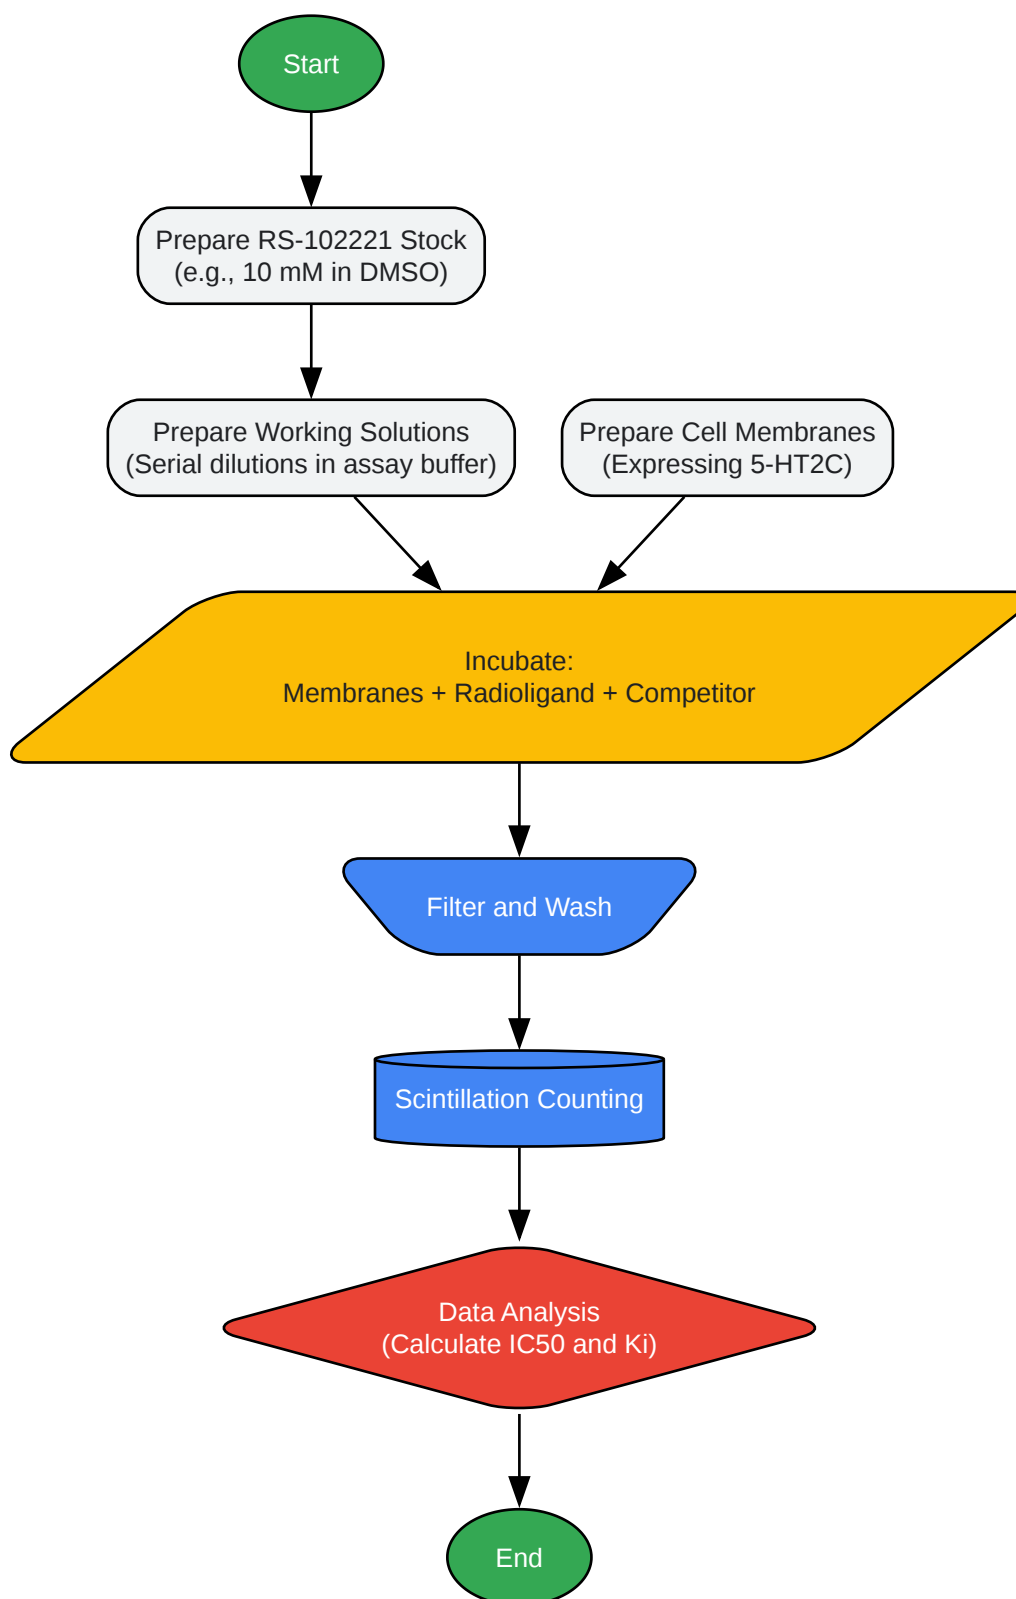 Start
Prepare RS-102221 Stock
(e.g., 10 mM in DMSO)
Prepare Working Solutions
(Serial dilutions in assay buffer)
Prepare Cell Membranes
(Expressing 5-HT2C)
Incubate:
Membranes + Radioligand + Competitor
Filter and Wash
Scintillation Counting
Data Analysis
(Calculate IC50 and Ki)
End